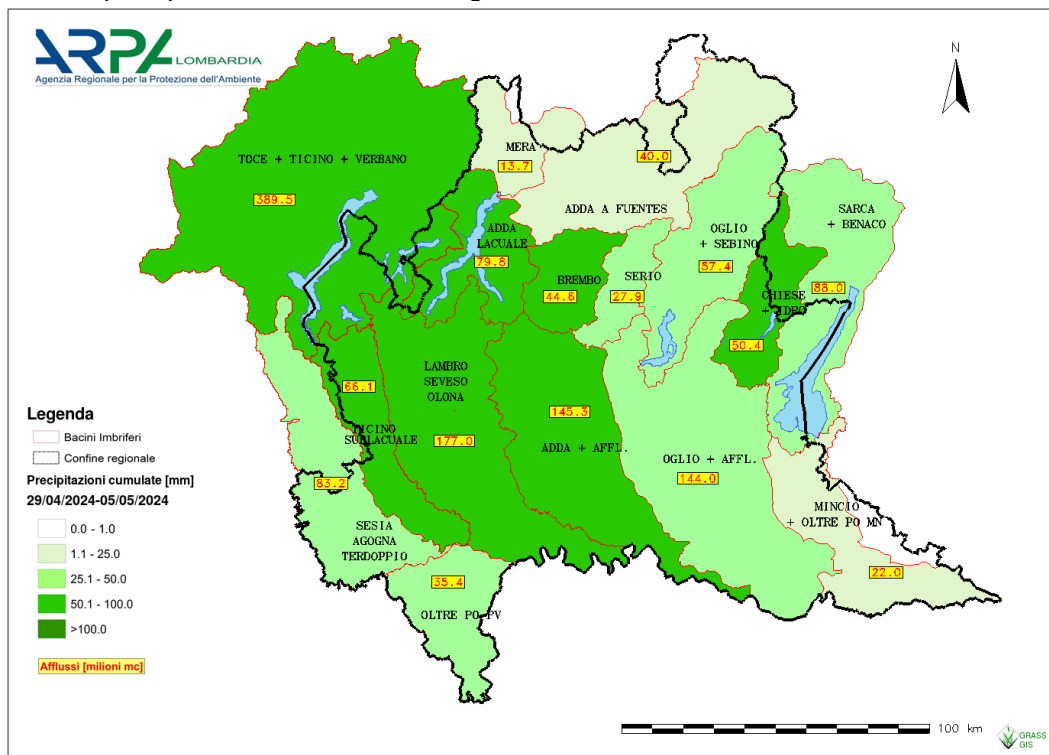 ARPA LOMBARDIA
Agenzia Regionale per la Protezione dell'Ambiente
N
MERA
13.7
40.0
TOCE + TICINO + VERBANO
389.5
ADDA A FUENTES
SARCA
+ BENACO
88.0
OGLIO
+ SEBINO
57.4
ADDA
LACUALE
79.8
BREMBO
44.6
SERIO
27.9
CHIESE
+ IDRO
50.4
LAMBRO
SEVESO
OLONA
177.0
66.1
TICINO
SUBLACUALE
145.3
ADDA + AFFL.
OGLIO + AFFL.
144.0
83.2
SESIA
AGOGNA
TERDOPPIO
MINCIO
+ OLTRE PO MN
22.0
35.4
OLTRE PO PV
Legenda
Bacini Imbriferi
Confine regionale
Precipitazioni cumulate [mm]
29/04/2024-05/05/2024
0.0 - 1.0
1.1 - 25.0
25.1 - 50.0
50.1 - 100.0
>100.0
Afflussi [milioni mc]
100 km
GRASS
GIS